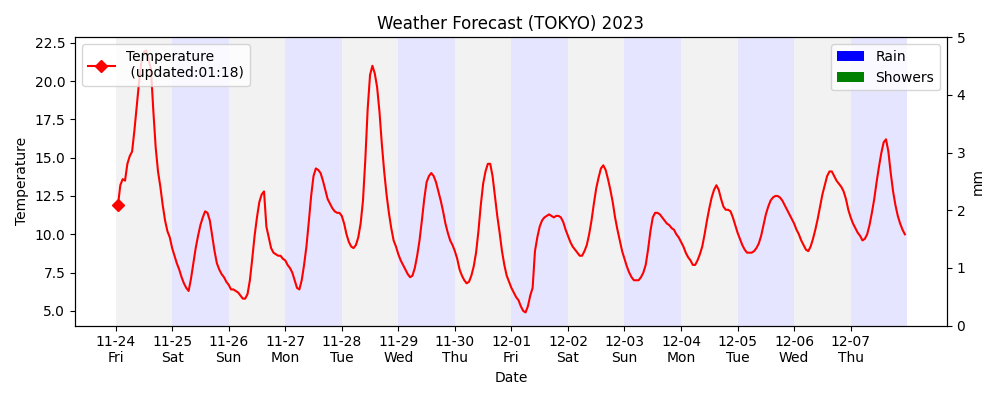 Weather Forecast (TOKYO) 2023
Temperature
(updated:01:18)
Rain
Showers
Temperature
22.5
20.0
17.5
15.0
12.5
10.0
7.5
5.0
5
4
3
2
1
0
mm
11-24 11-25 11-26 11-27 11-28 11-29 11-30 12-01 12-02 12-03 12-04 12-05 12-06 12-07
Fri Sat Sun Mon Tue Wed Thu Fri Sat Sun Mon Tue Wed Thu
Date